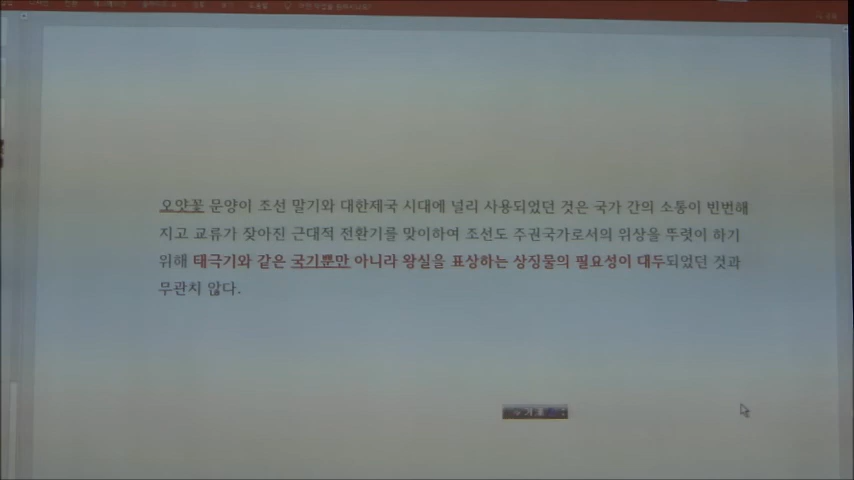 오얏꽃 문양이 조선 말기와 대한제국 시대에 널리 사용되었던 것은 국가 간의 소통이 빈번해
지고 교류가 잦아진 근대적 전환기를 맞이하여 조선도 주권국가로서의 위상을 뚜렷이 하기
위해 태극기와 같은 국기뿐만 아니라 왕실을 표상하는 상징물의 필요성이 대두되었던 것과
무관치 않다.